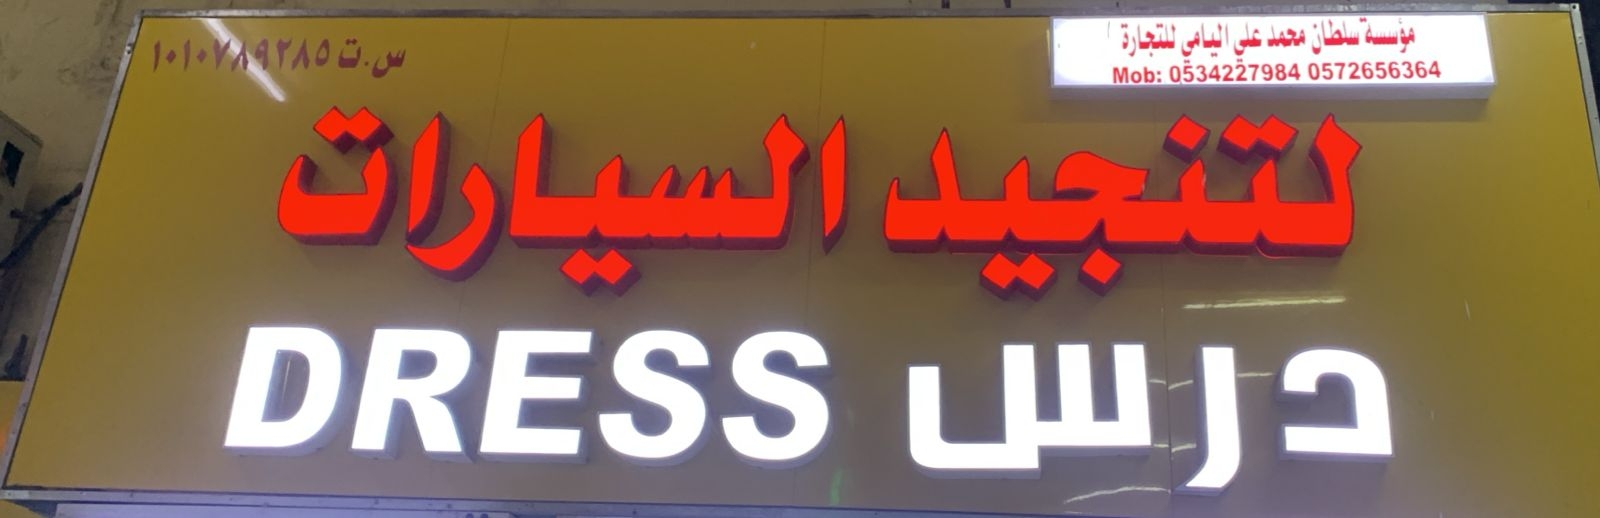 مؤسسة سلطان محمد علي اليامي للتجارة
Mob: 0534227984 0572656364
س.ت ١٠١٠٧٨٩٢٨٥
لتنجيد السيارات
درس DRESS